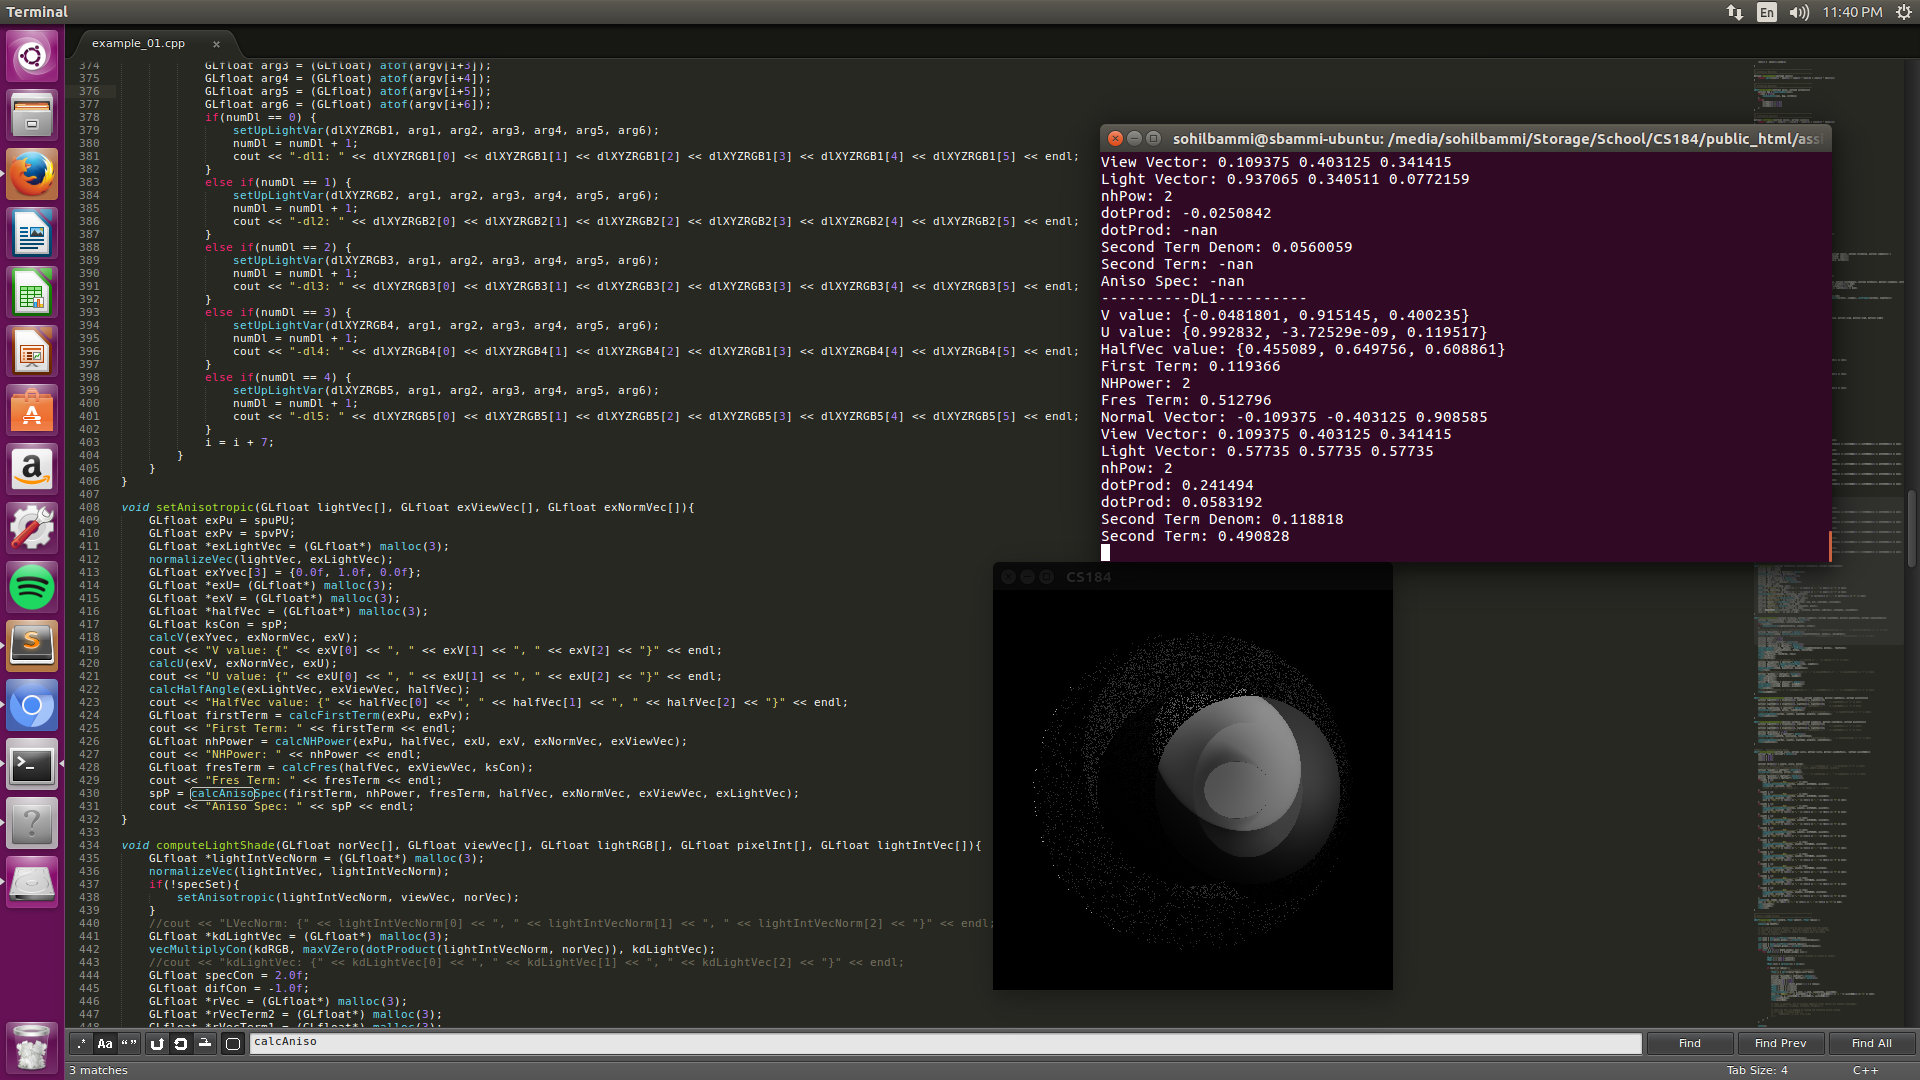 Terminal
En
11:40 PM
example_01.cpp
374 GLfloat arg3 = (GLfloat) atof(argv[i+3]);
375 GLfloat arg4 = (GLfloat) atof(argv[i+4]);
376 GLfloat arg5 = (GLfloat) atof(argv[i+5]);
377 GLfloat arg6 = (GLfloat) atof(argv[i+6]);
378 if(numDl == 0) {
379 setUpLightVar(dlXYZRGB1, arg1, arg2, arg3, arg4, arg5, arg6);
380 numDl = numDl + 1;
381 cout << "-dl1: " << dlXYZRGB1[0] << dlXYZRGB1[1] << dlXYZRGB1[2] << dlXYZRGB1[3] << dlXYZRGB1[4] << dlXYZRGB1[5] << endl;
382 }
383 else if(numDl == 1) {
384 setUpLightVar(dlXYZRGB2, arg1, arg2, arg3, arg4, arg5, arg6);
385 numDl = numDl + 1;
386 cout << "-dl2: " << dlXYZRGB2[0] << dlXYZRGB2[1] << dlXYZRGB2[2] << dlXYZRGB2[3] << dlXYZRGB2[4] << dlXYZRGB2[5] << endl;
387 }
388 else if(numDl == 2) {
389 setUpLightVar(dlXYZRGB3, arg1, arg2, arg3, arg4, arg5, arg6);
390 numDl = numDl + 1;
391 cout << "-dl3: " << dlXYZRGB3[0] << dlXYZRGB3[1] << dlXYZRGB3[2] << dlXYZRGB3[3] << dlXYZRGB3[4] << dlXYZRGB3[5] << endl;
392 }
393 else if(numDl == 3) {
394 setUpLightVar(dlXYZRGB4, arg1, arg2, arg3, arg4, arg5, arg6);
395 numDl = numDl + 1;
396 cout << "-dl4: " << dlXYZRGB4[0] << dlXYZRGB4[1] << dlXYZRGB4[2] << dlXYZRGB1[3] << dlXYZRGB4[4] << dlXYZRGB4[5] << endl;
397 }
398 else if(numDl == 4) {
399 setUpLightVar(dlXYZRGB5, arg1, arg2, arg3, arg4, arg5, arg6);
400 numDl = numDl + 1;
401 cout << "-dl5: " << dlXYZRGB5[0] << dlXYZRGB5[1] << dlXYZRGB5[2] << dlXYZRGB5[3] << dlXYZRGB5[4] << dlXYZRGB5[5] << endl;
402 }
403 i = i + 7;
404 }
405 }
406 }
407
408 void setAnisotropic(GLfloat lightVec[], GLfloat exViewVec[], GLfloat exNormVec[]){
409 GLfloat exPu = spuPU;
410 GLfloat exPv = spvPV;
411 GLfloat *exLightVec = (GLfloat*) malloc(3);
412 normalizeVec(lightVec, exLightVec);
413 GLfloat exYvec[3] = {0.0f, 1.0f, 0.0f};
414 GLfloat *exU= (GLfloat*) malloc(3);
415 GLfloat *exV = (GLfloat*) malloc(3);
416 GLfloat *halfVec = (GLfloat*) malloc(3);
417 GLfloat ksCon = spP;
418 calcV(exYvec, exNormVec, exV);
419 cout << "V value: {" << exV[0] << ", " << exV[1] << ", " << exV[2] << "}" << endl;
420 calcU(exV, exNormVec, exU);
421 cout << "U value: {" << exU[0] << ", " << exU[1] << ", " << exU[2] << "}" << endl;
422 calcHalfAngle(exLightVec, exViewVec, halfVec);
423 cout << "HalfVec value: {" << halfVec[0] << ", " << halfVec[1] << ", " << halfVec[2] << "}" << endl;
424 GLfloat firstTerm = calcFirstTerm(exPu, exPv);
425 cout << "First Term: " << firstTerm << endl;
426 GLfloat nhPower = calcNHPower(exPu, halfVec, exU, exV, exNormVec, exViewVec);
427 cout << "NHPower: " << nhPower << endl;
428 GLfloat fresTerm = calcFres(halfVec, exViewVec, ksCon);
429 cout << "Fres Term: " << fresTerm << endl;
430 spP = calcAnisoSpec(firstTerm, nhPower, fresTerm, halfVec, exNormVec, exViewVec, exLightVec);
431 cout << "Aniso Spec: " << spP << endl;
432 }
433
434 void computeLightShade(GLfloat norVec[], GLfloat viewVec[], GLfloat lightRGB[], GLfloat pixelInt[], GLfloat lightIntVec[]){
435 GLfloat *lightIntVecNorm = (GLfloat*) malloc(3);
436 normalizeVec(lightIntVec, lightIntVecNorm);
437 if(!specSet){
438 setAnisotropic(lightIntVecNorm, viewVec, norVec);
439 }
440 //cout << "LVecNorm: {" << lightIntVecNorm[0] << ", " << lightIntVecNorm[1] << ", " << lightIntVecNorm[2] << "}" << endl;
441 GLfloat *kdLightVec = (GLfloat*) malloc(3);
442 vecMultiplyCon(kdRGB, maxVZero(dotProduct(lightIntVecNorm, norVec)), kdLightVec);
443 //cout << "kdLightVec: {" << kdLightVec[0] << ", " << kdLightVec[1] << ", " << kdLightVec[2] << "}" << endl;
444 GLfloat specCon = 2.0f;
445 GLfloat difCon = -1.0f;
446 GLfloat *rVec = (GLfloat*) malloc(3);
447 GLfloat *rVecTerm2 = (GLfloat*) malloc(3);
448 GLfloat *rVecTerm1 = (GLfloat*) malloc(3);
sohilbammi@sbammi-ubuntu: /media/sohilbammi/Storage/School/CS184/public_html/ass
View Vector: 0.109375 0.403125 0.341415
Light Vector: 0.937065 0.340511 0.0772159
nhPow: 2
dotProd: -0.0250842
dotProd: -nan
Second Term Denom: 0.0560059
Second Term: -nan
Aniso Spec: -nan
----------DL1----------
V value: {-0.0481801, 0.915145, 0.400235}
U value: {0.992832, -3.72529e-09, 0.119517}
HalfVec value: {0.455089, 0.649756, 0.608861}
First Term: 0.119366
NHPower: 2
Fres Term: 0.512796
Normal Vector: -0.109375 -0.403125 0.908585
View Vector: 0.109375 0.403125 0.341415
Light Vector: 0.57735 0.57735 0.57735
nhPow: 2
dotProd: 0.241494
dotProd: 0.0583192
Second Term Denom: 0.118818
Second Term: 0.490828
CS184
.* Aa “ ”
calcAniso
Find
Find Prev
Find All
3 matches
Tab Size: 4
C++